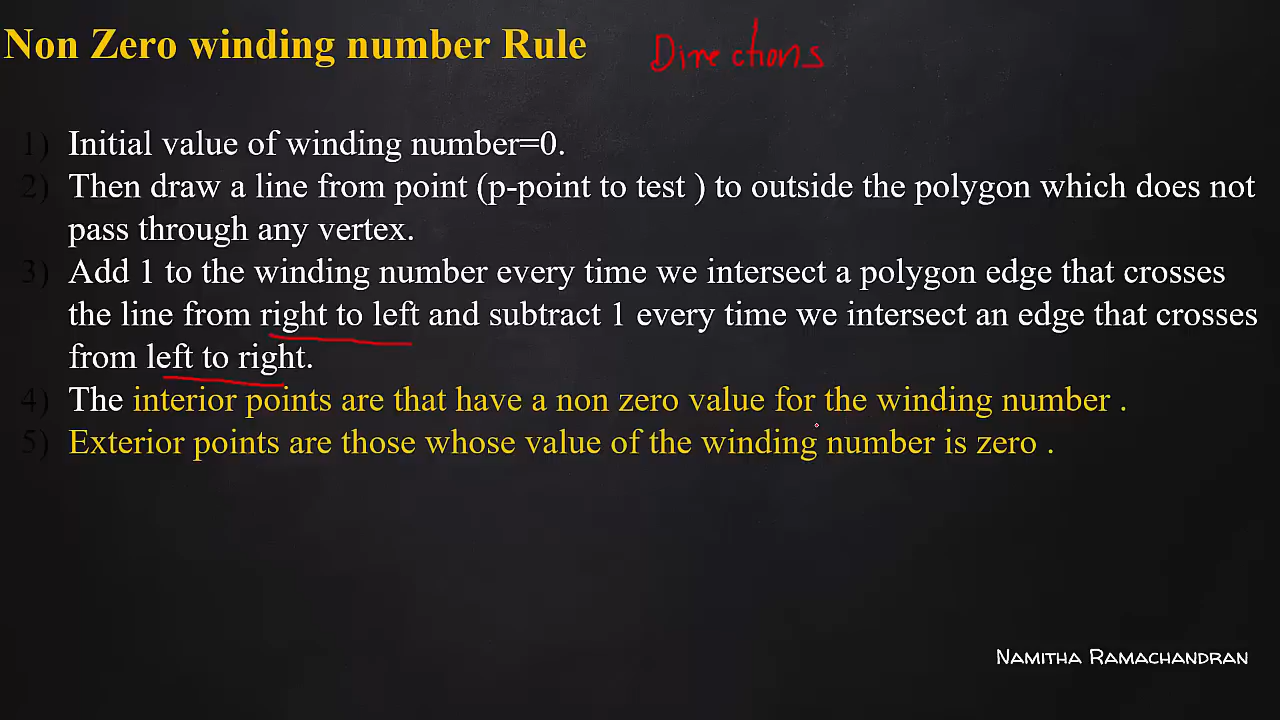 Non Zero winding number Rule Directions
1) Initial value of winding number=0.
2) Then draw a line from point (p-point to test ) to outside the polygon which does not
pass through any vertex.
3) Add 1 to the winding number every time we intersect a polygon edge that crosses
the line from right to left and subtract 1 every time we intersect an edge that crosses
from left to right.
4) The interior points are that have a non zero value for the winding number .
5) Exterior points are those whose value of the winding number is zero .
Namitha Ramachandran